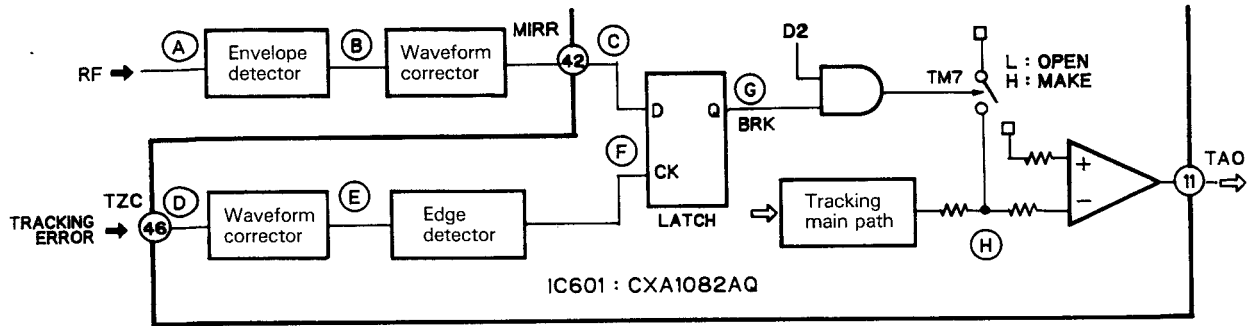 MIRR
A
B
C
RF
Envelope
detector
Waveform
corrector
42
D2
L : OPEN
H : MAKE
TM7
D
Q
G
BRK
F
CK
LATCH
TZC
D
E
TRACKING
ERROR
46
Waveform
corrector
Edge
detector
Tracking
main path
H
+
−
11
TAO
IC601 : CXA1082AQ